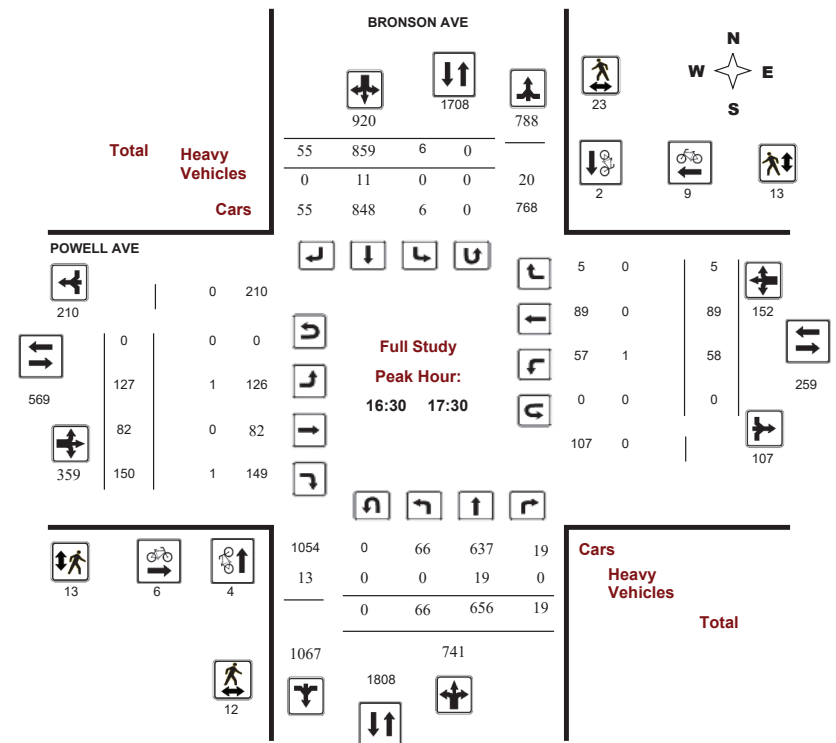 BRONSON AVE
N
W E
S
1708
23
920 788
Total Heavy Vehicles
55 859 6 0
0 11 0 0 20
2 9 13
Cars 55 848 6 0 768
POWELL AVE
210
0 210
5 0 5
152
89 0 89
569
0 0 0
Full Study
57 1 58
259
127 1 126
Peak Hour:
16:30 17:30
0 0 0
359
82 0 82
107 0
107
150 1 149
13 6 4
1054 0 66 637 19 Cars
13 0 0 19 0 Heavy Vehicles
0 66 656 19 Total
1067 741
12
1808